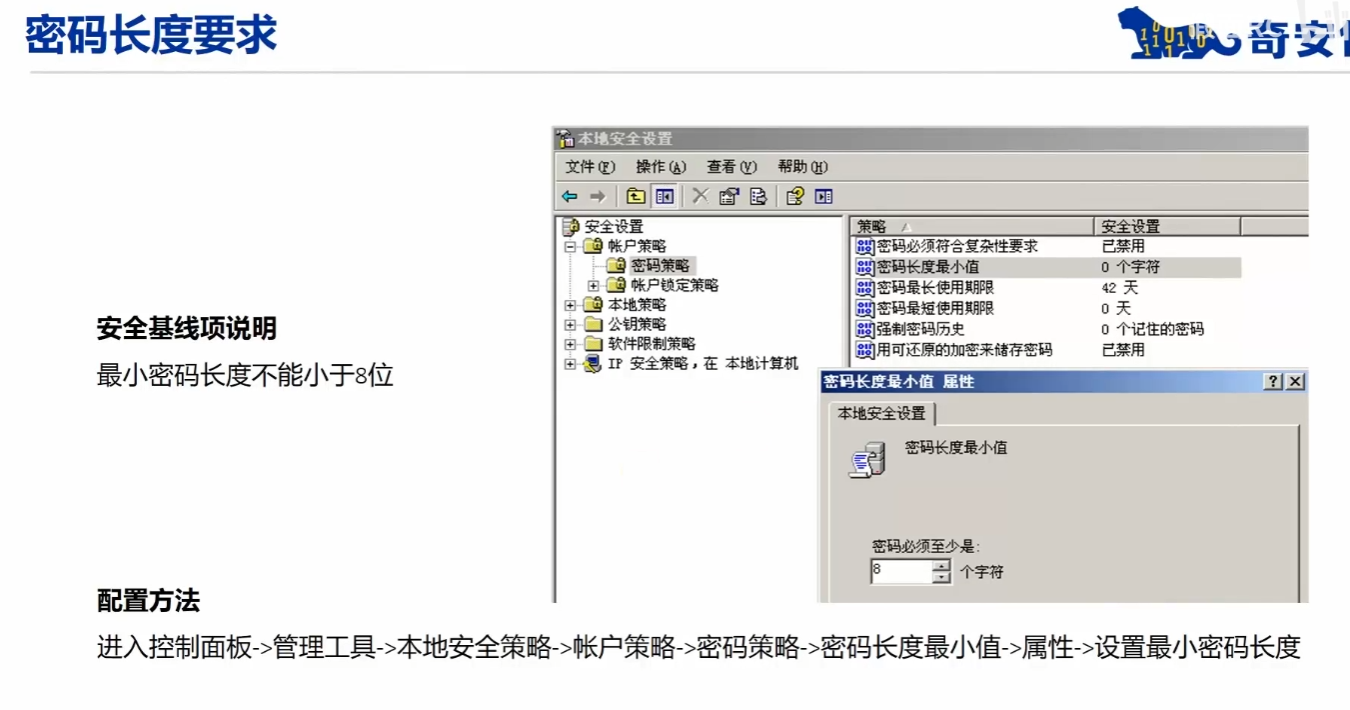 密码长度要求
奇安信
本地安全设置
文件(F) 操作(A) 查看(V) 帮助(H)
安全设置
帐户策略
密码策略
帐户锁定策略
本地策略
公钥策略
软件限制策略
IP 安全策略，在 本地计算机
策略 安全设置
密码必须符合复杂性要求 已禁用
密码长度最小值 0 个字符
密码最长使用期限 42 天
密码最短使用期限 0 天
强制密码历史 0 个记住的密码
用可还原的加密来储存密码 已禁用
密码长度最小值 属性
本地安全设置
密码长度最小值
密码必须至少是:
8 个字符
安全基线项说明
最小密码长度不能小于8位
配置方法
进入控制面板->管理工具->本地安全策略->帐户策略->密码策略->密码长度最小值->属性->设置最小密码长度